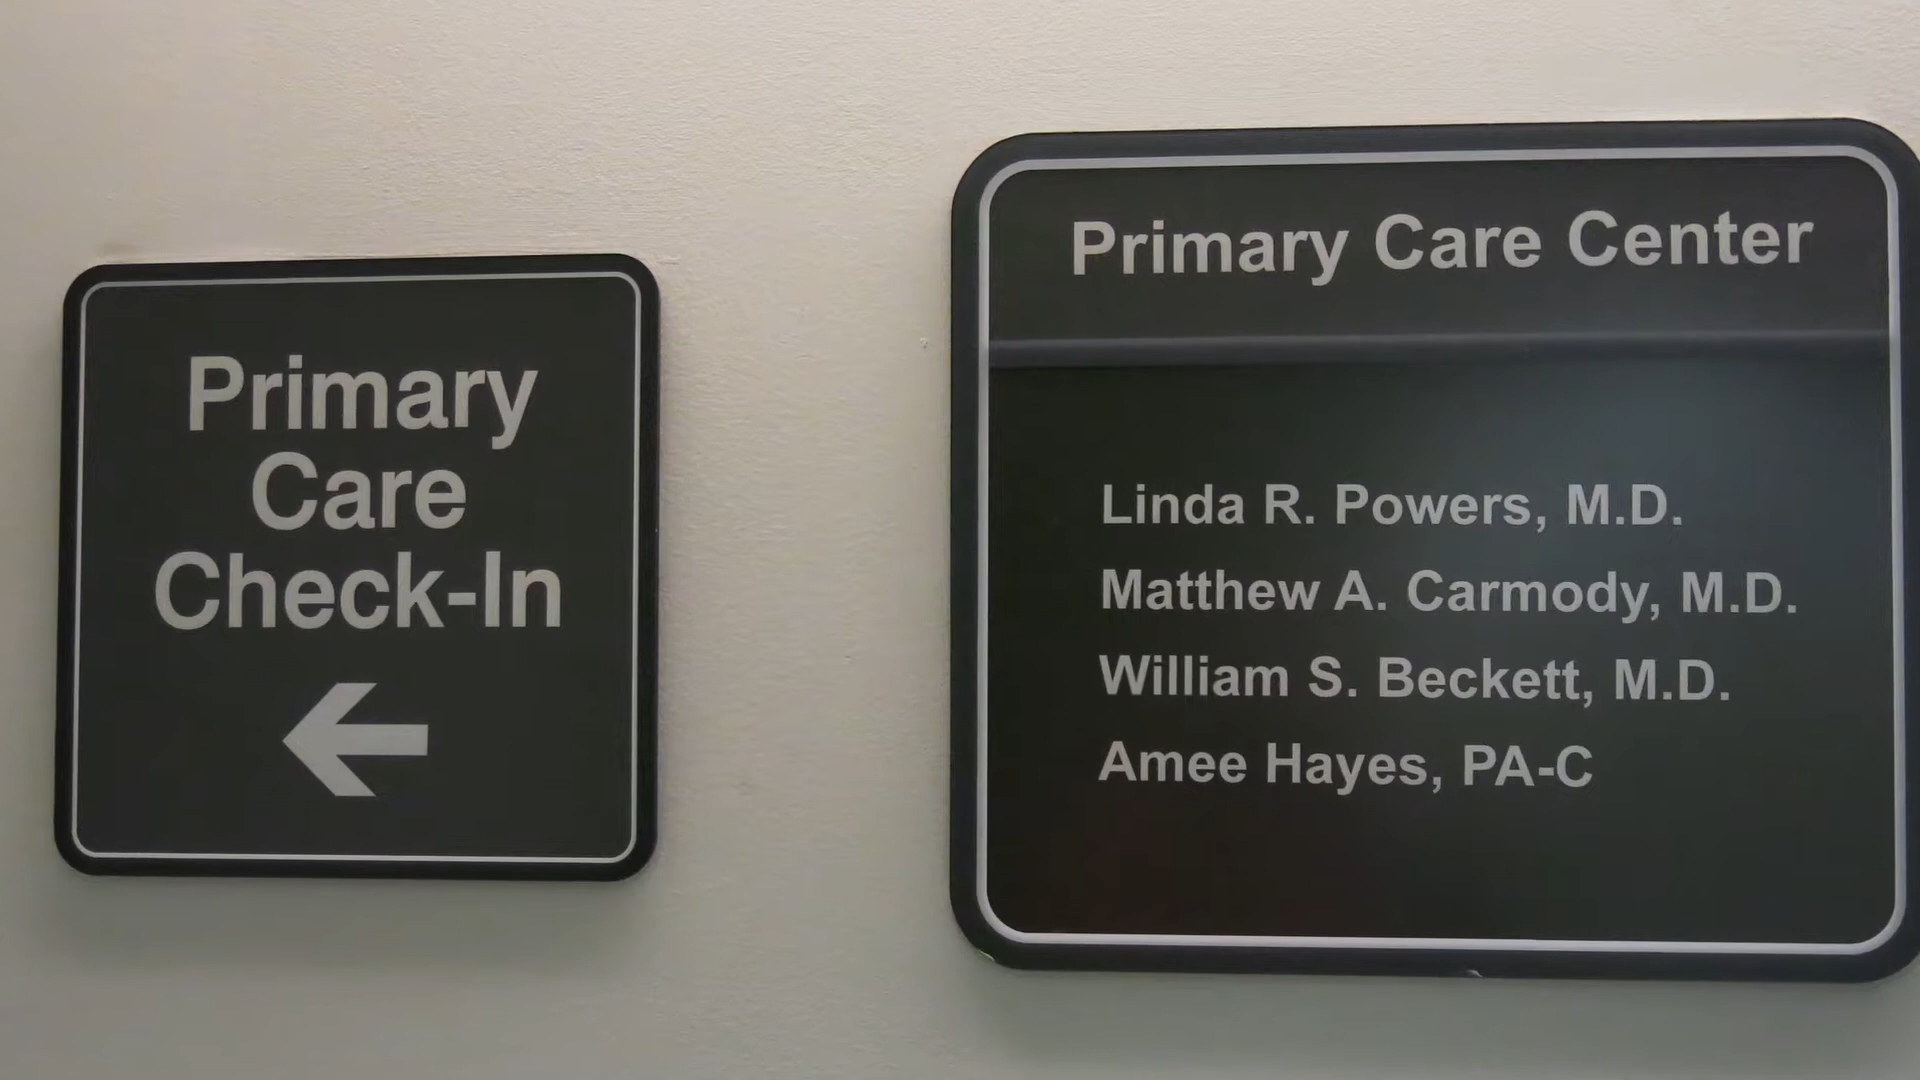 Primary
Care
Check-In
Primary Care Center
Linda R. Powers, M.D.
Matthew A. Carmody, M.D.
William S. Beckett, M.D.
Amee Hayes, PA-C